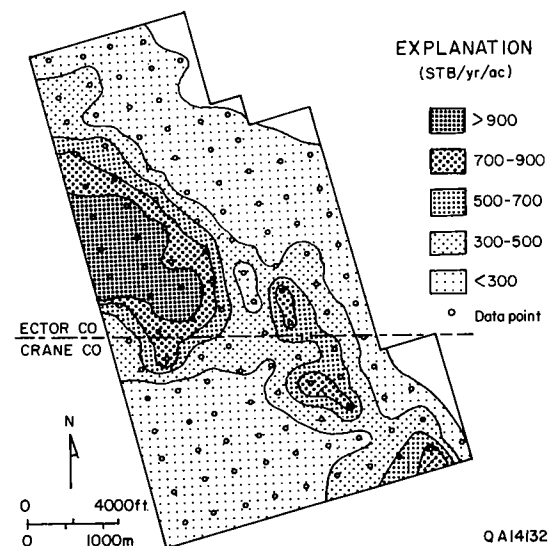 EXPLANATION
(STB/yr/ac)
>900
700-900
500-700
300-500
<300
Data point
ECTOR CO
CRANE CO
N
0 4000ft.
0 1000m
QA14132